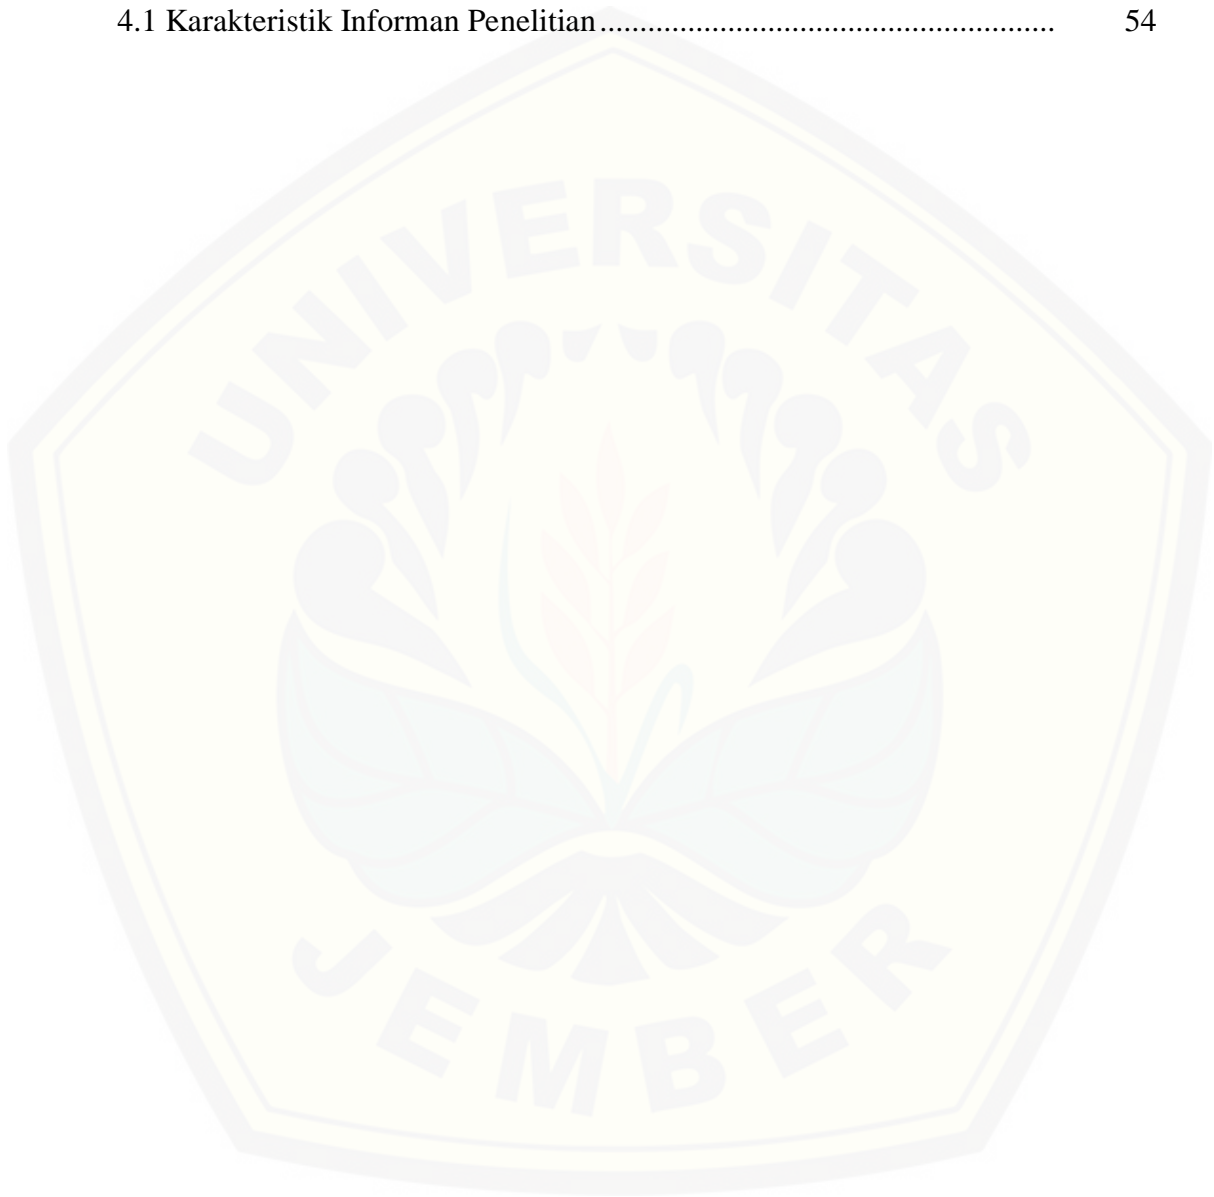 4.1 Karakteristik Informan Penelitian......................................................... 54
UNIVERSITAS
JEMBER